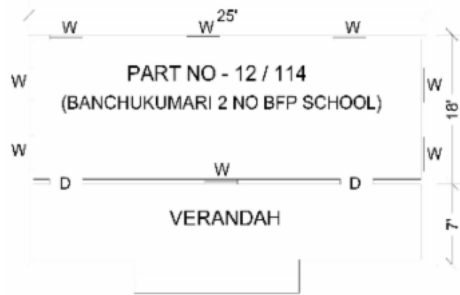 25'
W W W
PART NO - 12 / 114
W W
(BANCHUKUMARI 2 NO BFP SCHOOL)
18'
W W
W
D D
VERANDAH
7'